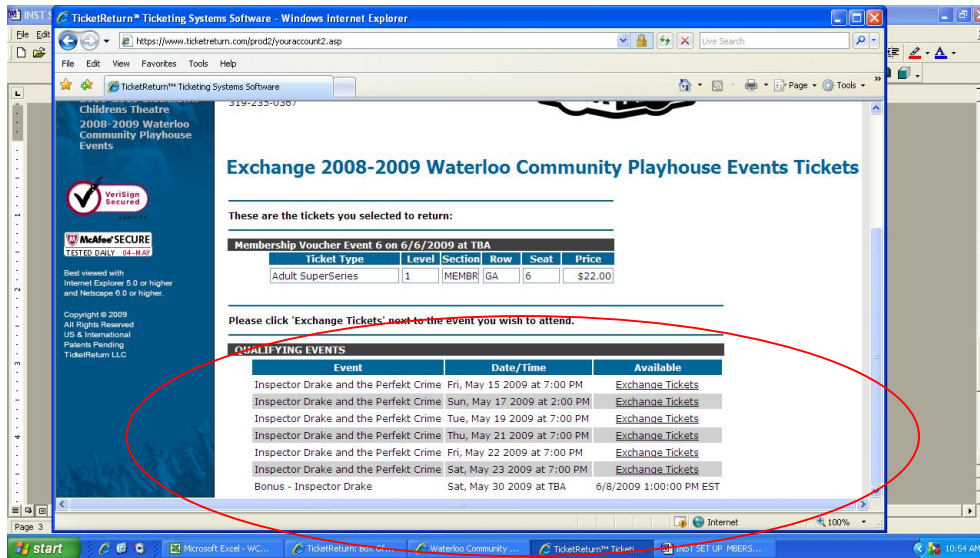 INST S
TicketReturn™ Ticketing Systems Software - Windows Internet Explorer
File Edit
https://www.ticketreturn.com/prod2/youraccount2.asp
Live Search
File Edit View Favorites Tools Help
TicketReturn™ Ticketing Systems Software
Page Tools
Childrens Theatre
2008-2009 Waterloo
Community Playhouse
Events
319-235-0367
Exchange 2008-2009 Waterloo Community Playhouse Events Tickets
VeriSign
Secured
VERIFY
McAfee SECURE
TESTED DAILY 04-MAY
Best viewed with
Internet Explorer 5.0 or higher
and Netscape 6.0 or higher.
Copyright © 2009
All Rights Reserved
US & International
Patents Pending
TicketReturn LLC
These are the tickets you selected to return:
Membership Voucher Event 6 on 6/6/2009 at TBA
Ticket Type Level Section Row Seat Price
Adult SuperSeries 1 MEMBR GA 6 $22.00
Please click 'Exchange Tickets' next to the event you wish to attend.
QUALIFYING EVENTS
Event Date/Time Available
Inspector Drake and the Perfekt Crime Fri, May 15 2009 at 7:00 PM Exchange Tickets
Inspector Drake and the Perfekt Crime Sun, May 17 2009 at 2:00 PM Exchange Tickets
Inspector Drake and the Perfekt Crime Tue, May 19 2009 at 7:00 PM Exchange Tickets
Inspector Drake and the Perfekt Crime Thu, May 21 2009 at 7:00 PM Exchange Tickets
Inspector Drake and the Perfekt Crime Fri, May 22 2009 at 7:00 PM Exchange Tickets
Inspector Drake and the Perfekt Crime Sat, May 23 2009 at 7:00 PM Exchange Tickets
Bonus - Inspector Drake Sat, May 30 2009 at TBA 6/8/2009 1:00:00 PM EST
Internet 100%
Page 3
start Microsoft Excel - WC... TicketReturn: Box Of... Waterloo Community ... TicketReturn™ Ticketi... INST SET UP MBERS... 10:54 AM